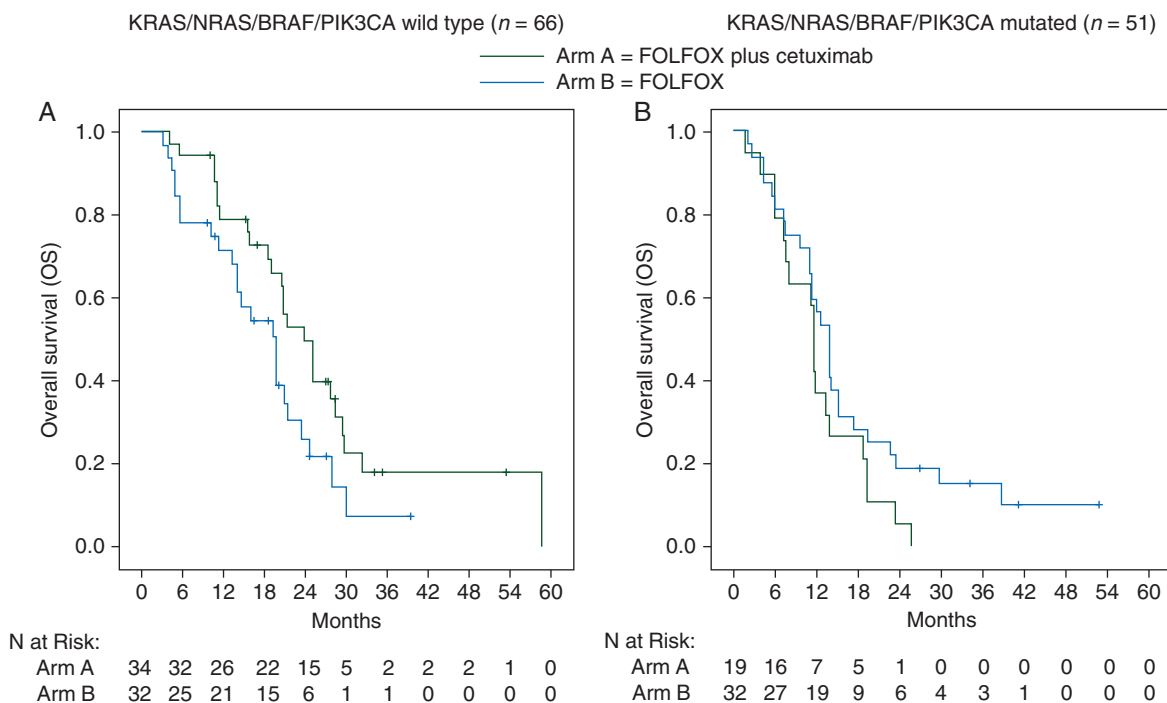 KRAS/NRAS/BRAF/PIK3CA wild type (n = 66)
KRAS/NRAS/BRAF/PIK3CA mutated (n = 51)
Arm A = FOLFOX plus cetuximab
Arm B = FOLFOX
A
Overall survival (OS)
1.0
0.8
0.6
0.4
0.2
0.0
0 6 12 18 24 30 36 42 48 54 60
Months
N at Risk:
Arm A 34 32 26 22 15 5 2 2 2 1 0
Arm B 32 25 21 15 6 1 1 0 0 0 0
B
Overall survival (OS)
1.0
0.8
0.6
0.4
0.2
0.0
0 6 12 18 24 30 36 42 48 54 60
Months
N at Risk:
Arm A 19 16 7 5 1 0 0 0 0 0 0
Arm B 32 27 19 9 6 4 3 1 0 0 0